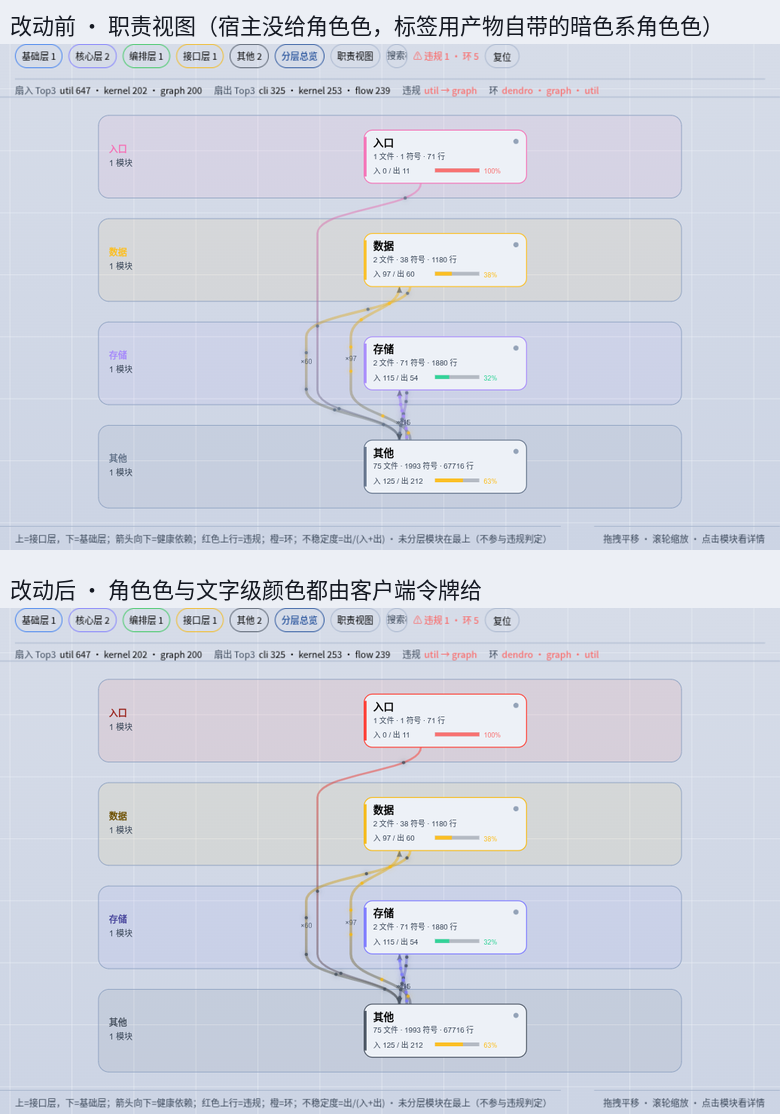 改动前 · 职责视图（宿主没给角色色，标签用产物自带的暗色系角色色）
基础层 1 核心层 2 编排层 1 接口层 1 其他 2 分层总览 职责视图 搜索 ⚠违规 1 · 环 5 复位
扇入 Top3 util 647 · kernel 202 · graph 200 扇出 Top3 cli 325 · kernel 253 · flow 239 违规 util → graph 环 dendro · graph · util
入口
1 模块
入口
1 文件 · 1 符号 · 71 行
入 0 / 出 11 100%
数据
1 模块
数据
2 文件 · 38 符号 · 1180 行
入 97 / 出 60 38%
存储
1 模块
×60
×97
存储
2 文件 · 71 符号 · 1880 行
入 115 / 出 54 32%
其他
1 模块
其他
75 文件 · 1993 符号 · 67716 行
入 125 / 出 212 63%
上=接口层，下=基础层；箭头向下=健康依赖；红色上行=违规；橙=环；不稳定度=出/(入+出) · 未分层模块在最上（不参与违规判定） 拖拽平移 · 滚轮缩放 · 点击模块看详情
改动后 · 角色色与文字级颜色都由客户端令牌给
基础层 1 核心层 2 编排层 1 接口层 1 其他 2 分层总览 职责视图 搜索 ⚠违规 1 · 环 5 复位
扇入 Top3 util 647 · kernel 202 · graph 200 扇出 Top3 cli 325 · kernel 253 · flow 239 违规 util → graph 环 dendro · graph · util
入口
1 模块
入口
1 文件 · 1 符号 · 71 行
入 0 / 出 11 100%
数据
1 模块
数据
2 文件 · 38 符号 · 1180 行
入 97 / 出 60 38%
存储
1 模块
×60
×97
存储
2 文件 · 71 符号 · 1880 行
入 115 / 出 54 32%
其他
1 模块
其他
75 文件 · 1993 符号 · 67716 行
入 125 / 出 212 63%
上=接口层，下=基础层；箭头向下=健康依赖；红色上行=违规；橙=环；不稳定度=出/(入+出) · 未分层模块在最上（不参与违规判定） 拖拽平移 · 滚轮缩放 · 点击模块看详情